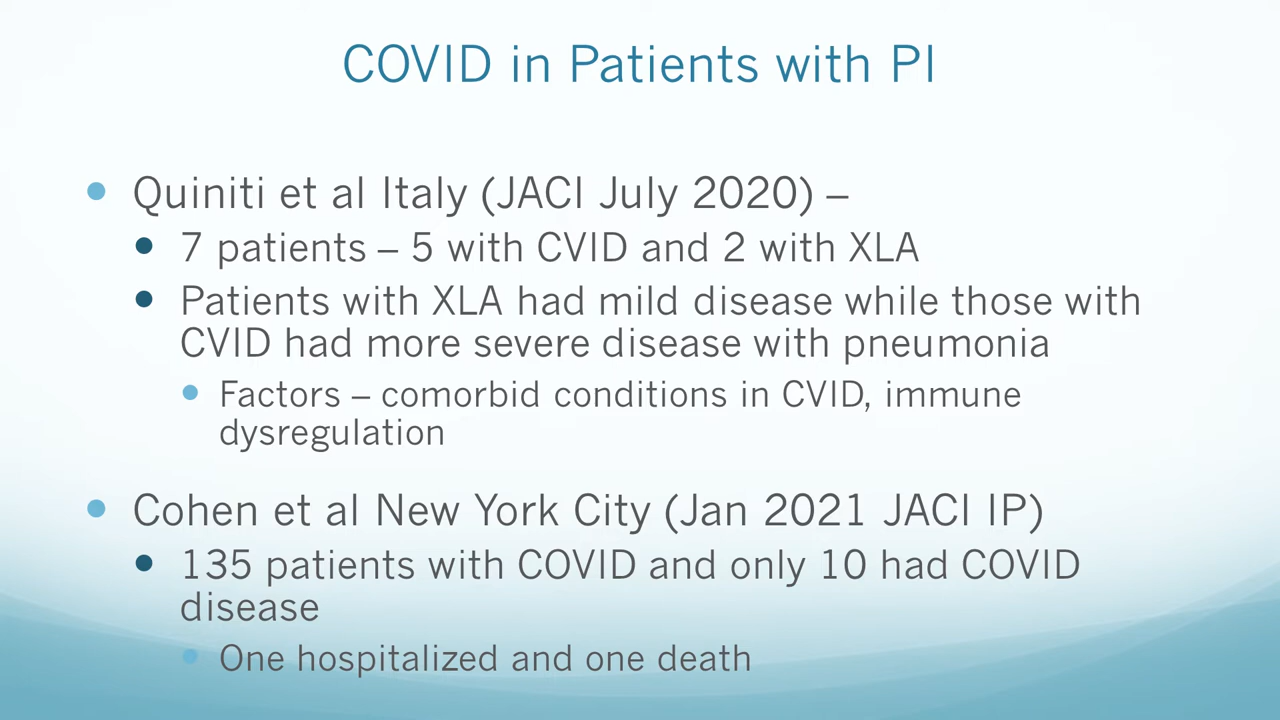 COVID in Patients with PI
Quiniti et al Italy (JACI July 2020) –
7 patients – 5 with CVID and 2 with XLA
Patients with XLA had mild disease while those with
CVID had more severe disease with pneumonia
Factors – comorbid conditions in CVID, immune
dysregulation
Cohen et al New York City (Jan 2021 JACI IP)
135 patients with COVID and only 10 had COVID
disease
One hospitalized and one death